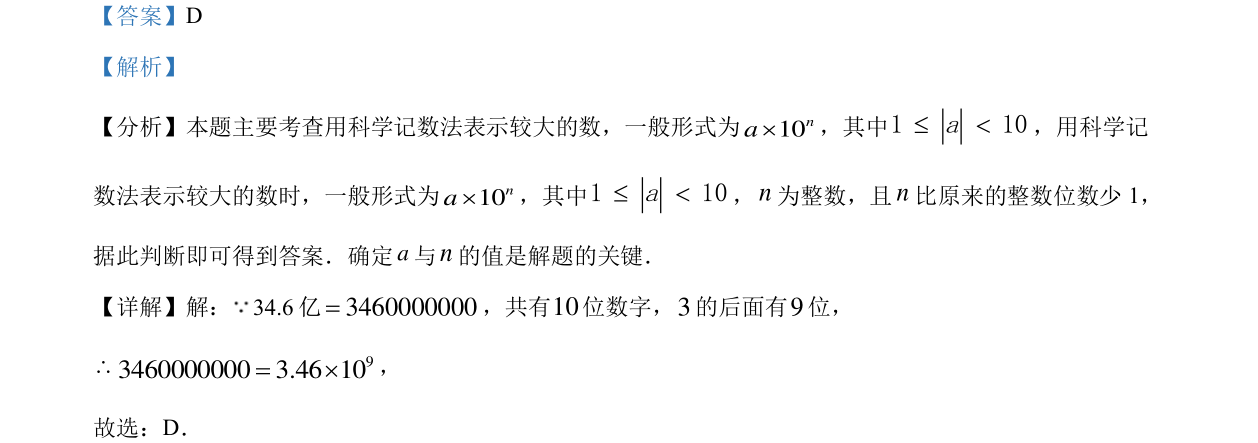 【答案】D
【解析】
【分析】本题主要考查用科学记数法表示较大的数，一般形式为a×10ⁿ，其中1 ≤ |a| < 10，用科学记
数法表示较大的数时，一般形式为a×10ⁿ，其中1 ≤ |a| < 10，n 为整数，且n 比原来的整数位数少 1，
据此判断即可得到答案．确定a与n 的值是解题的关键．
【详解】解：∵34.6 亿=3460000000，共有10位数字，3 的后面有9位，
∴3460000000=3.46×10⁹，
故选：D．